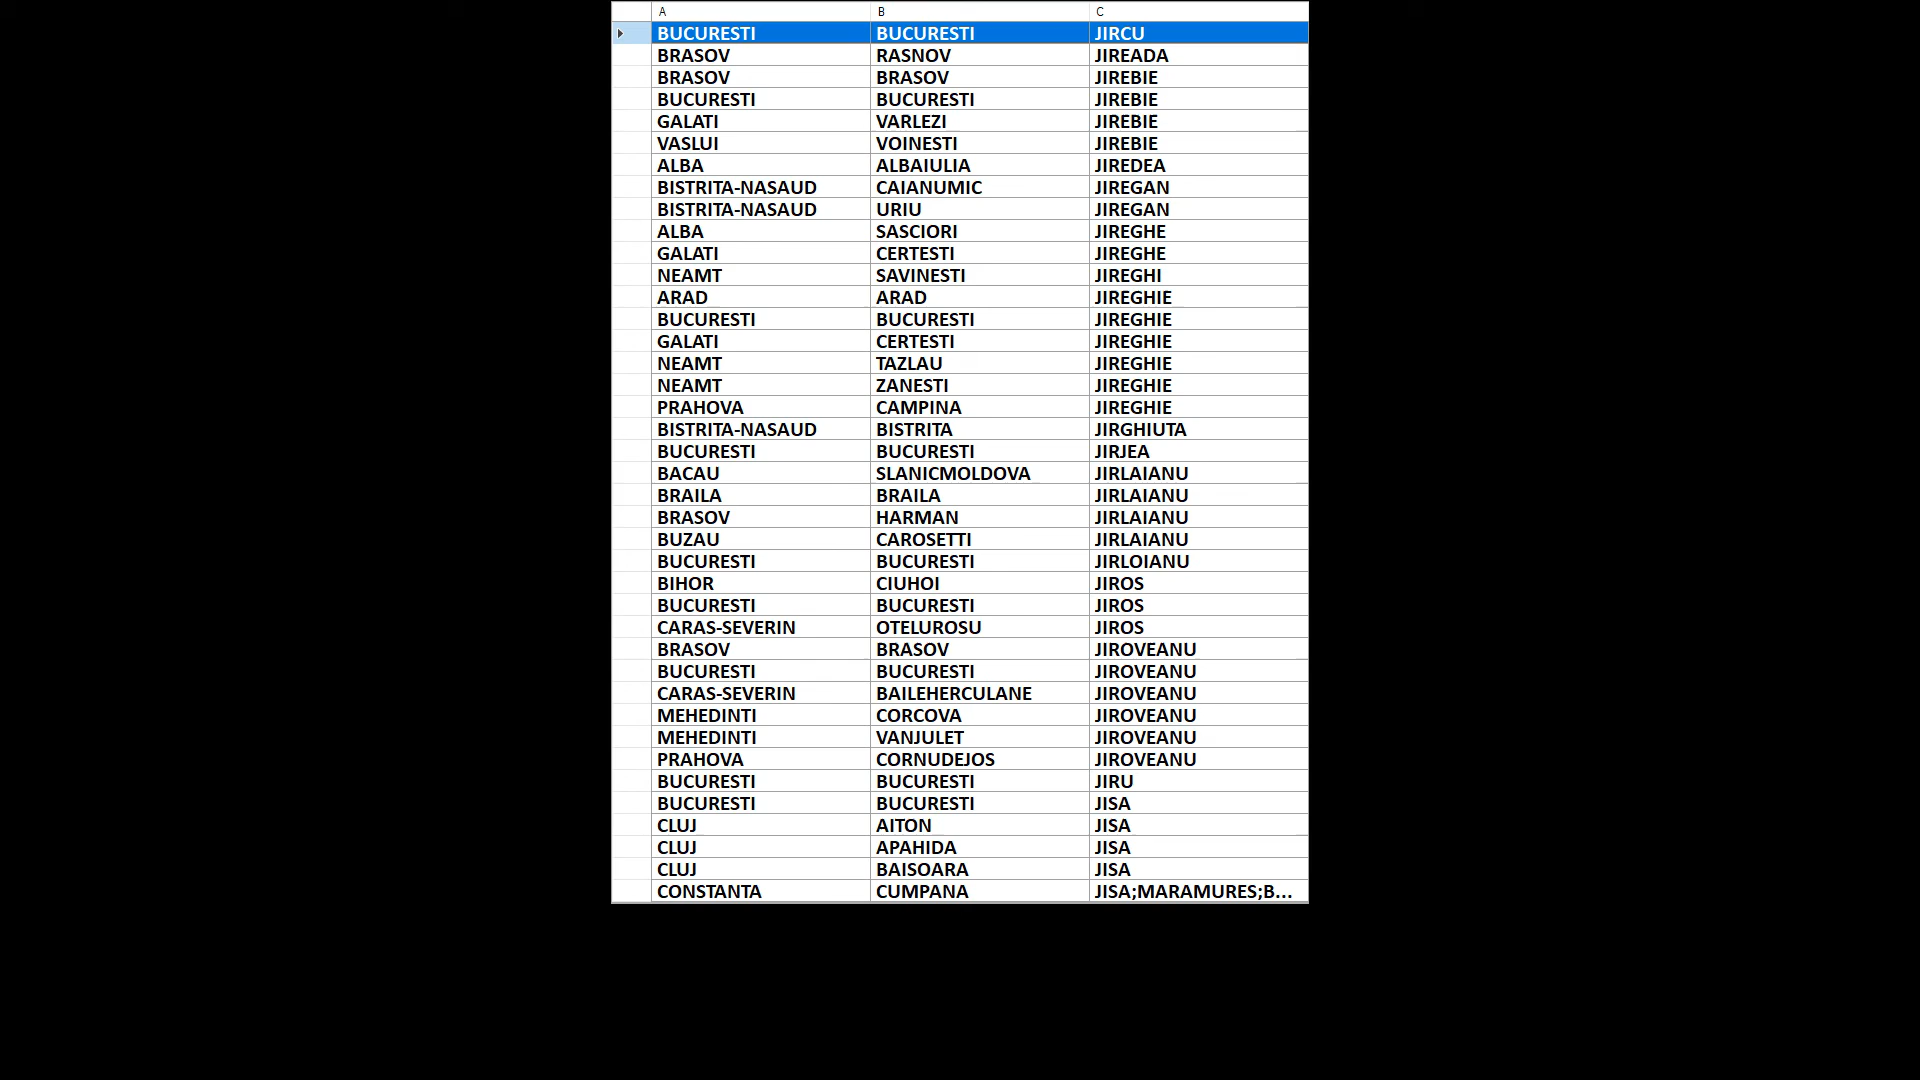 A B C
BUCURESTI BUCURESTI JIRCU
BRASOV RASNOV JIREADA
BRASOV BRASOV JIREBIE
BUCURESTI BUCURESTI JIREBIE
GALATI VARLEZI JIREBIE
VASLUI VOINESTI JIREBIE
ALBA ALBAIULIA JIREDEA
BISTRITA-NASAUD CAIANUMIC JIREGAN
BISTRITA-NASAUD URIU JIREGAN
ALBA SASCIORI JIREGHE
GALATI CERTESTI JIREGHE
NEAMT SAVINESTI JIREGHI
ARAD ARAD JIREGHIE
BUCURESTI BUCURESTI JIREGHIE
GALATI CERTESTI JIREGHIE
NEAMT TAZLAU JIREGHIE
NEAMT ZANESTI JIREGHIE
PRAHOVA CAMPINA JIREGHIE
BISTRITA-NASAUD BISTRITA JIRGHIUTA
BUCURESTI BUCURESTI JIRJEA
BACAU SLANICMOLDOVA JIRLAIANU
BRAILA BRAILA JIRLAIANU
BRASOV HARMAN JIRLAIANU
BUZAU CAROSETTI JIRLAIANU
BUCURESTI BUCURESTI JIRLOIANU
BIHOR CIUHOI JIROS
BUCURESTI BUCURESTI JIROS
CARAS-SEVERIN OTELUROSU JIROS
BRASOV BRASOV JIROVEANU
BUCURESTI BUCURESTI JIROVEANU
CARAS-SEVERIN BAILEHERCULANE JIROVEANU
MEHEDINTI CORCOVA JIROVEANU
MEHEDINTI VANJULET JIROVEANU
PRAHOVA CORNUDEJOS JIROVEANU
BUCURESTI BUCURESTI JIRU
BUCURESTI BUCURESTI JISA
CLUJ AITON JISA
CLUJ APAHIDA JISA
CLUJ BAISOARA JISA
CONSTANTA CUMPANA JISA;MARAMURES;B...